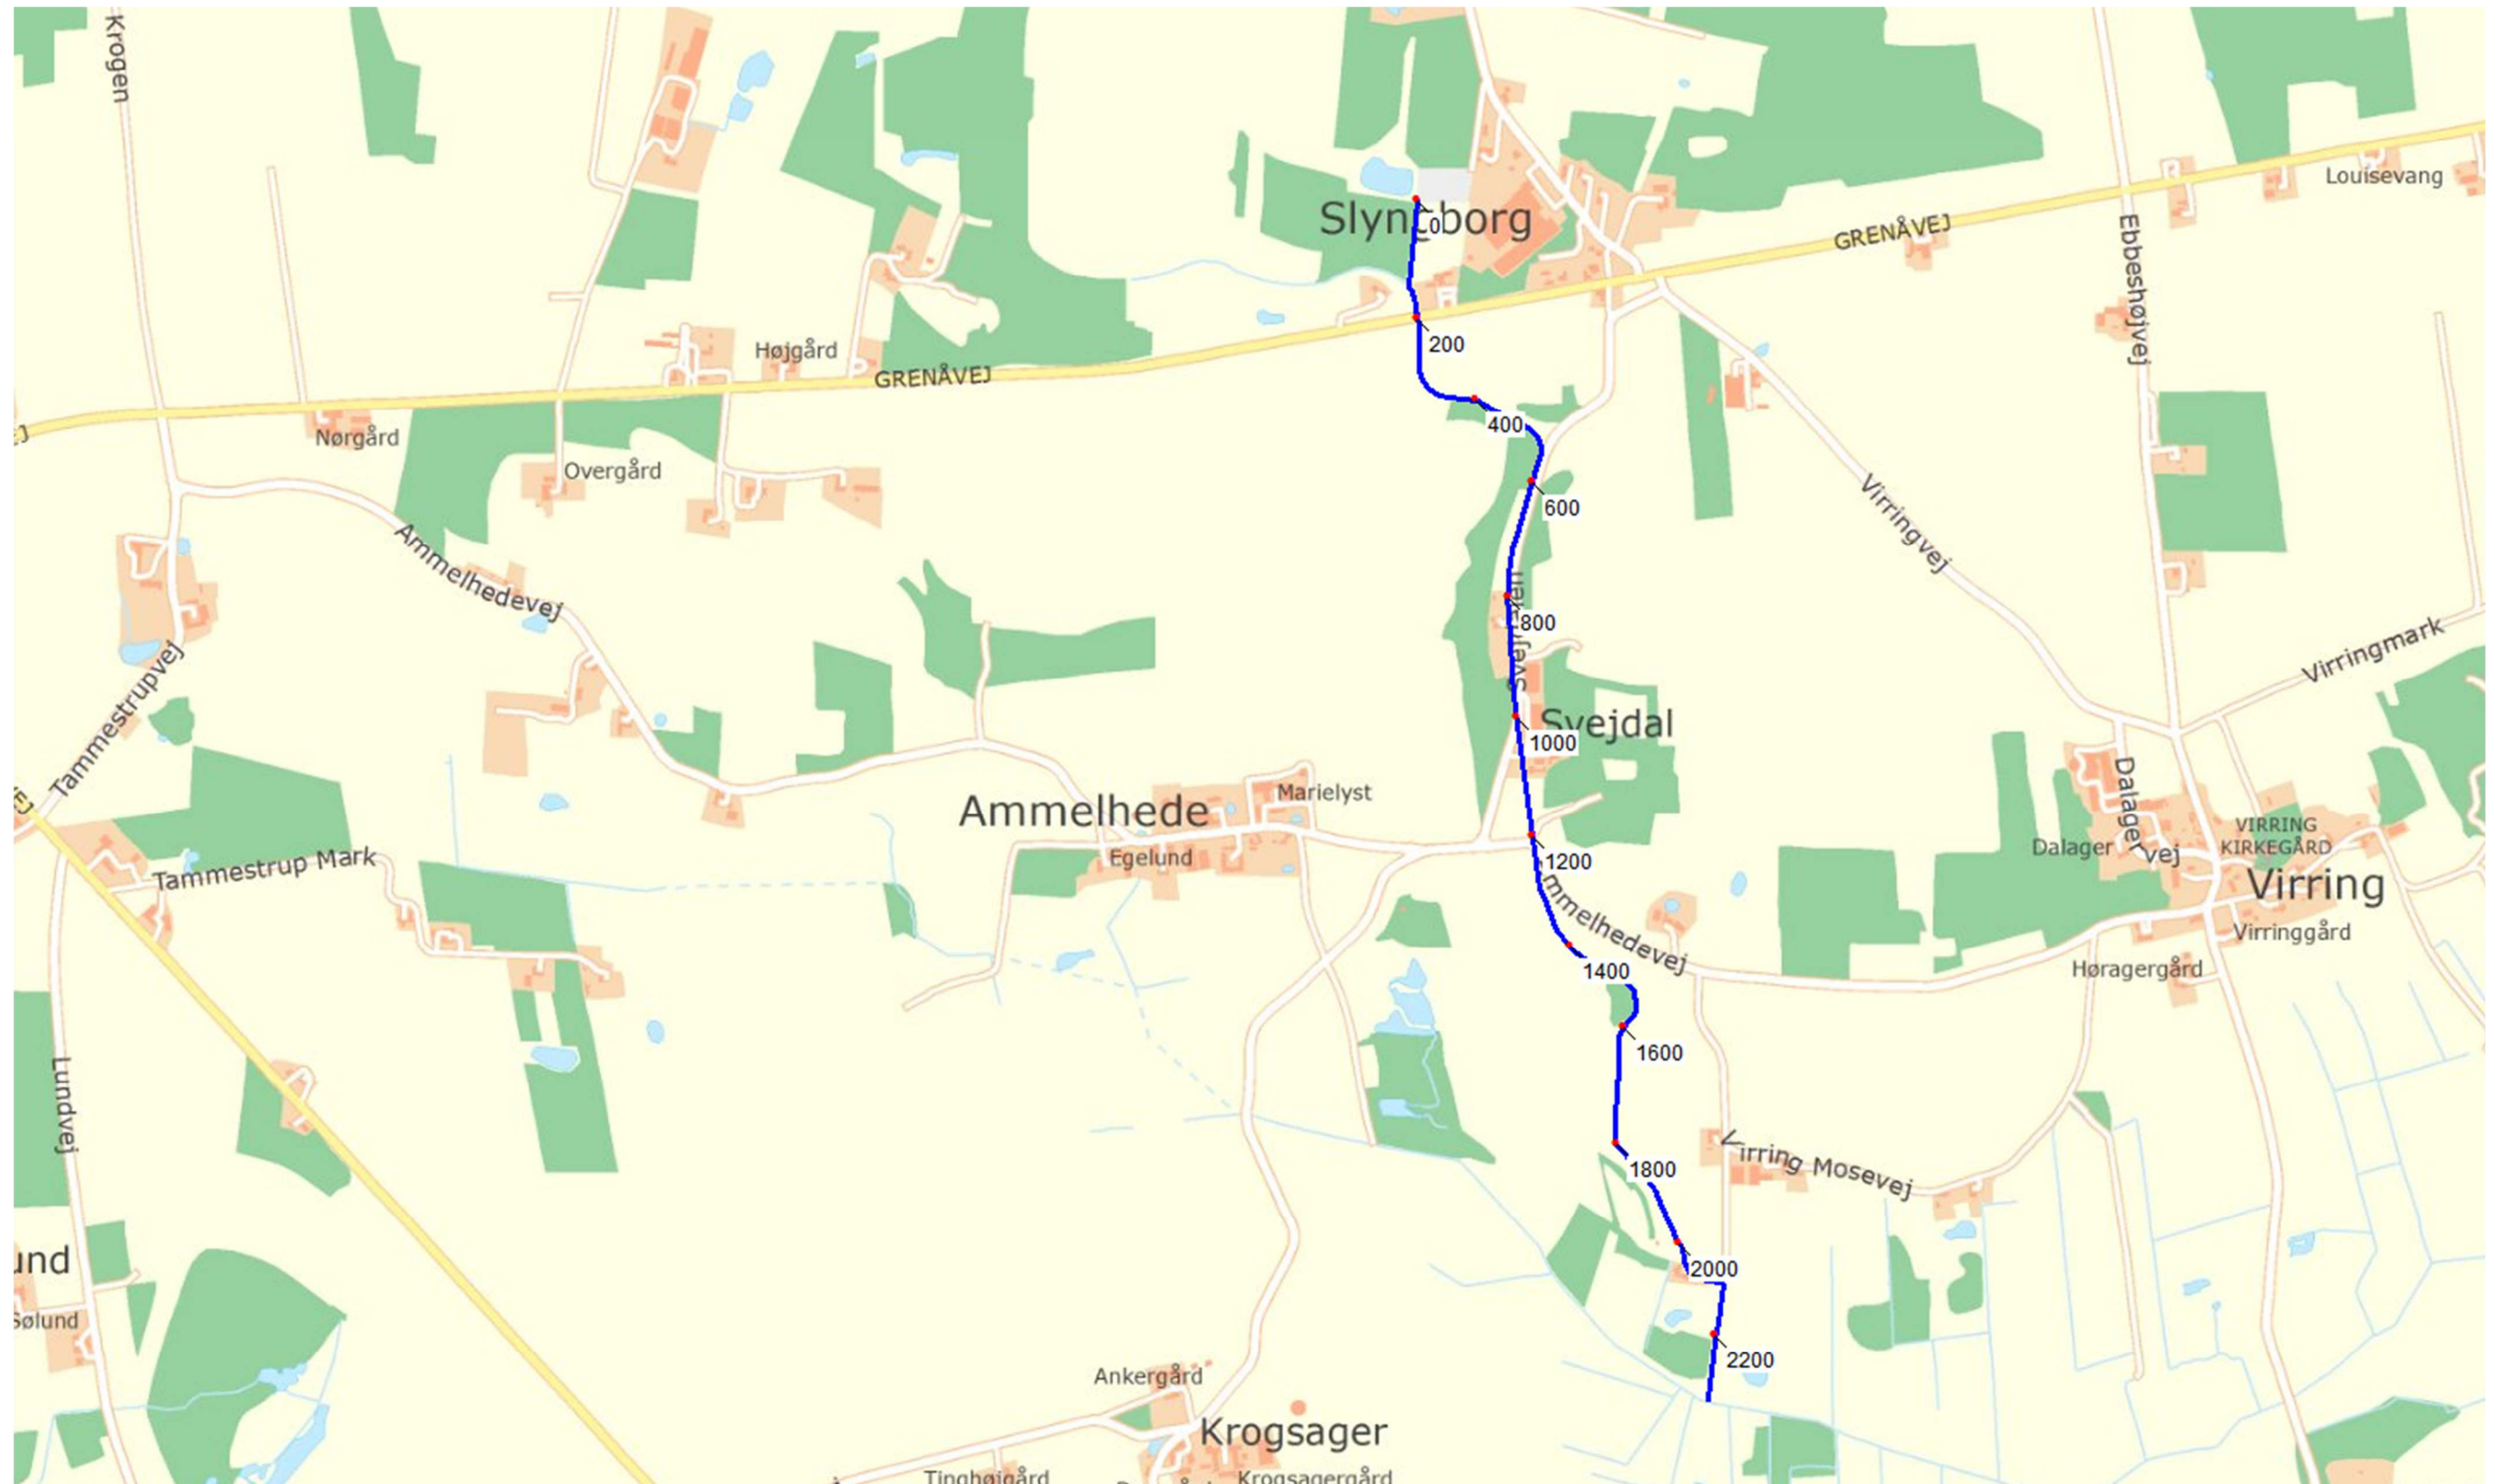 Krogen
Louisevang
Slyngborg
0
GRENÅVEJ
Ebbeshøjvej
200
Højgård
GRENÅVEJ
400
Nørgård
Overgård
600
Virringvej
Ammelhedevej
800
Virringmark
Tammestrupvej
Svejdal
1000
Dalagervej
Ammelhede
Marielyst
VIRRING
KIRKEGÅRD
Dalager
Egelund
1200
Tammestrup Mark
Virring
mmelhedevej
Virringgård
1400
Høragergård
1600
Lundvej
1800
Virring Mosevej
und
2000
Sølund
2200
Ankergård
Krogsager
Tinghøjgård
Krogsagergård